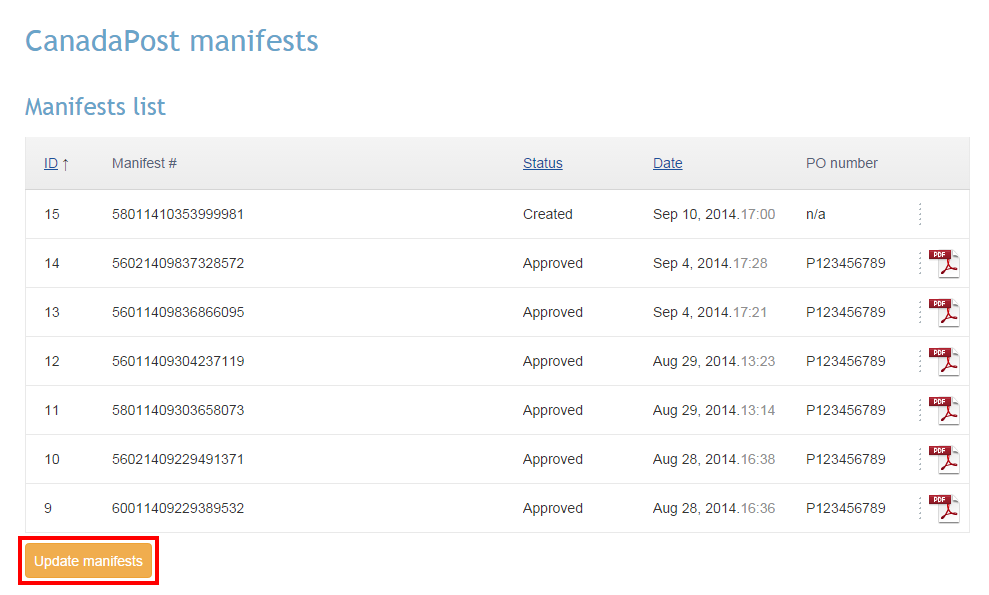 CanadaPost manifests
Manifests list
ID ↑ Manifest # Status Date PO number
15 58011410353999981 Created Sep 10, 2014.17:00 n/a
14 56021409837328572 Approved Sep 4, 2014.17:28 P123456789 PDF
13 56011409836866095 Approved Sep 4, 2014.17:21 P123456789 PDF
12 56011409304237119 Approved Aug 29, 2014.13:23 P123456789 PDF
11 58011409303658073 Approved Aug 29, 2014.13:14 P123456789 PDF
10 56021409229491371 Approved Aug 28, 2014.16:38 P123456789 PDF
9 60011409229389532 Approved Aug 28, 2014.16:36 P123456789 PDF
Update manifests